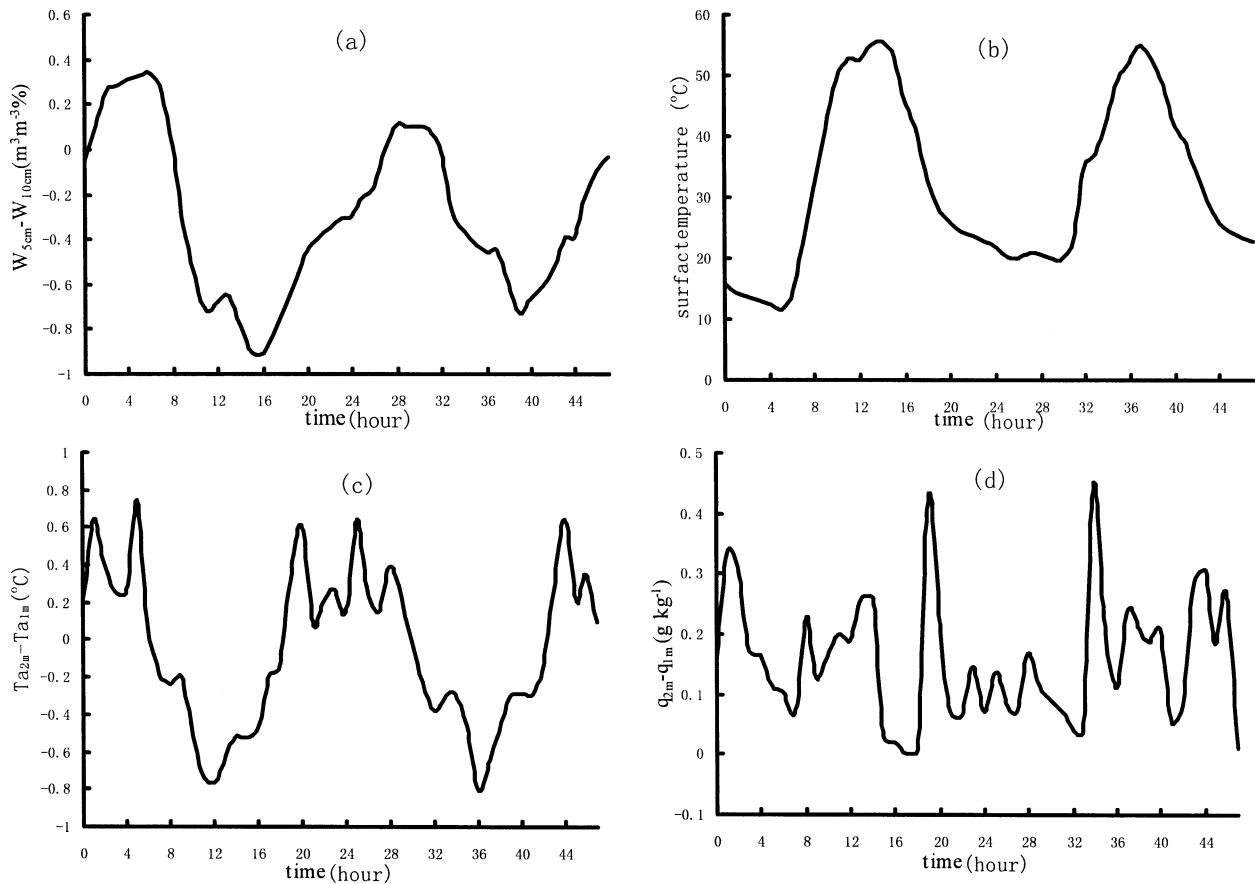 (a)
0.6
0.4
0.2
0
-0.2
-0.4
-0.6
-0.8
-1
W5cm-W10cm(m3m-3%)
0 4 8 12 16 20 24 28 32 36 40 44
time(hour)
(b)
60
50
40
30
20
10
0
surfactemperature (°C)
0 4 8 12 16 20 24 28 32 36 40 44
time (hour)
(c)
1
0.8
0.6
0.4
0.2
0
-0.2
-0.4
-0.6
-0.8
-1
Ta2m-Ta1m(°C)
0 4 8 12 16 20 24 28 32 36 40 44
time(hour)
(d)
0.5
0.4
0.3
0.2
0.1
0
-0.1
q2m-q1m(g kg-1)
0 4 8 12 16 20 24 28 32 36 40 44
time(hour)